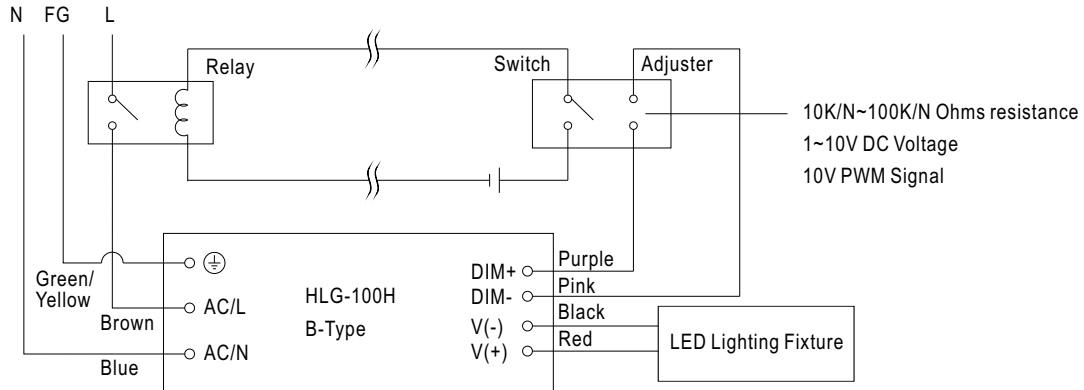 N FG L
Relay
Switch
Adjuster
10K/N~100K/N Ohms resistance
1~10V DC Voltage
10V PWM Signal
Green/
Yellow
Brown
Blue
AC/L
AC/N
HLG-100H
B-Type
DIM+
DIM-
V(-)
V(+)
Purple
Pink
Black
Red
LED Lighting Fixture